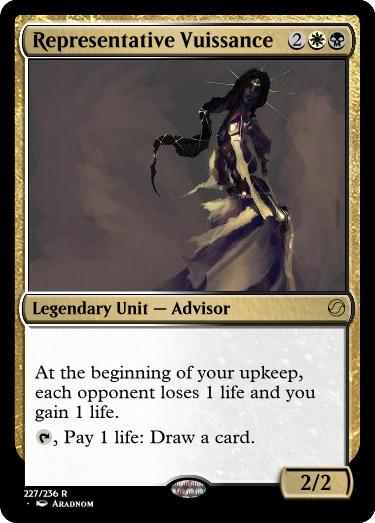 Representative Vuissance 2
Legendary Unit — Advisor
At the beginning of your upkeep,
each opponent loses 1 life and you
gain 1 life.
, Pay 1 life: Draw a card.
2/2
227/236 R
· Aradnom